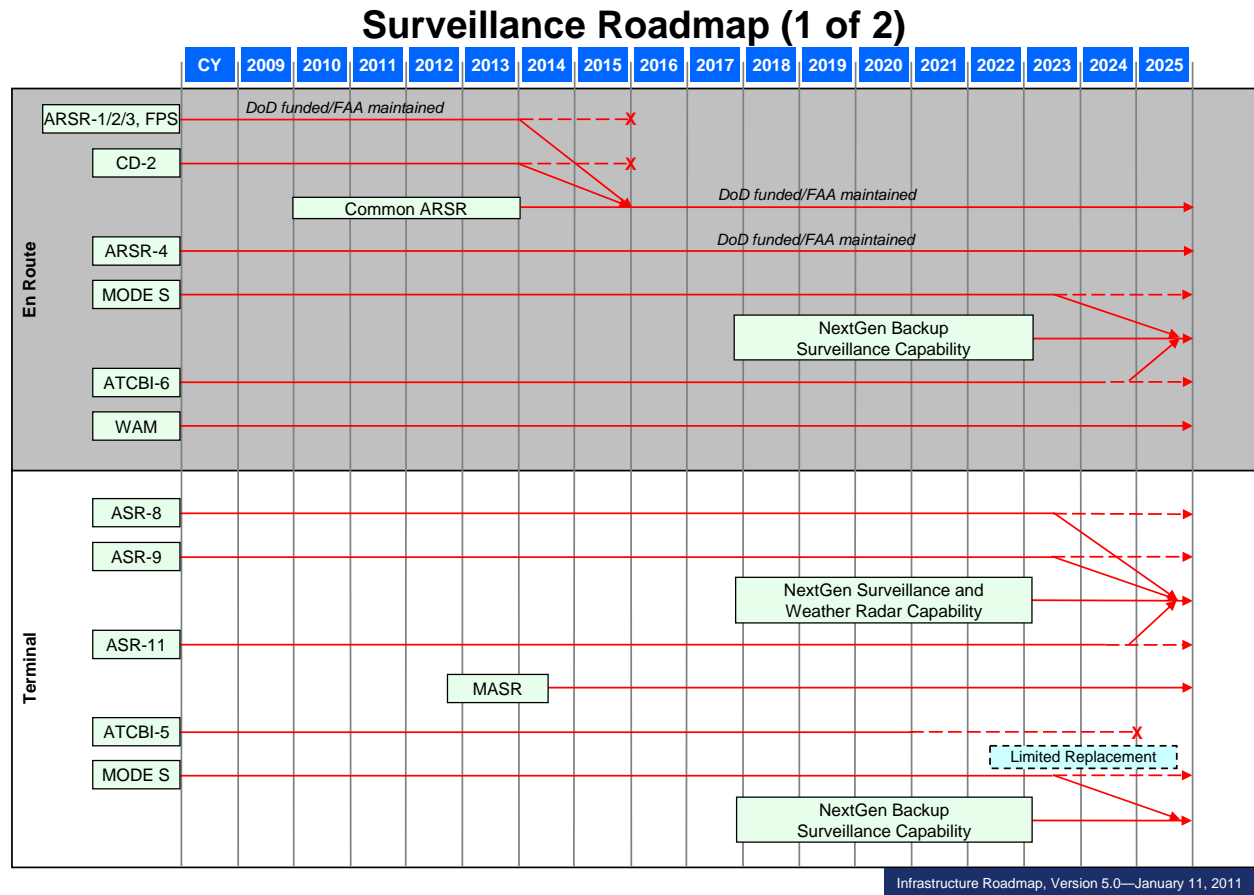 Surveillance Roadmap (1 of 2)
CY 2009 2010 2011 2012 2013 2014 2015 2016 2017 2018 2019 2020 2021 2022 2023 2024 2025
En Route
ARSR-1/2/3, FPS
DoD funded/FAA maintained
X
CD-2
X
Common ARSR
DoD funded/FAA maintained
ARSR-4
DoD funded/FAA maintained
MODE S
NextGen Backup
Surveillance Capability
ATCBI-6
WAM
Terminal
ASR-8
ASR-9
NextGen Surveillance and
Weather Radar Capability
ASR-11
MASR
ATCBI-5
X
Limited Replacement
MODE S
NextGen Backup
Surveillance Capability
Infrastructure Roadmap, Version 5.0—January 11, 2011